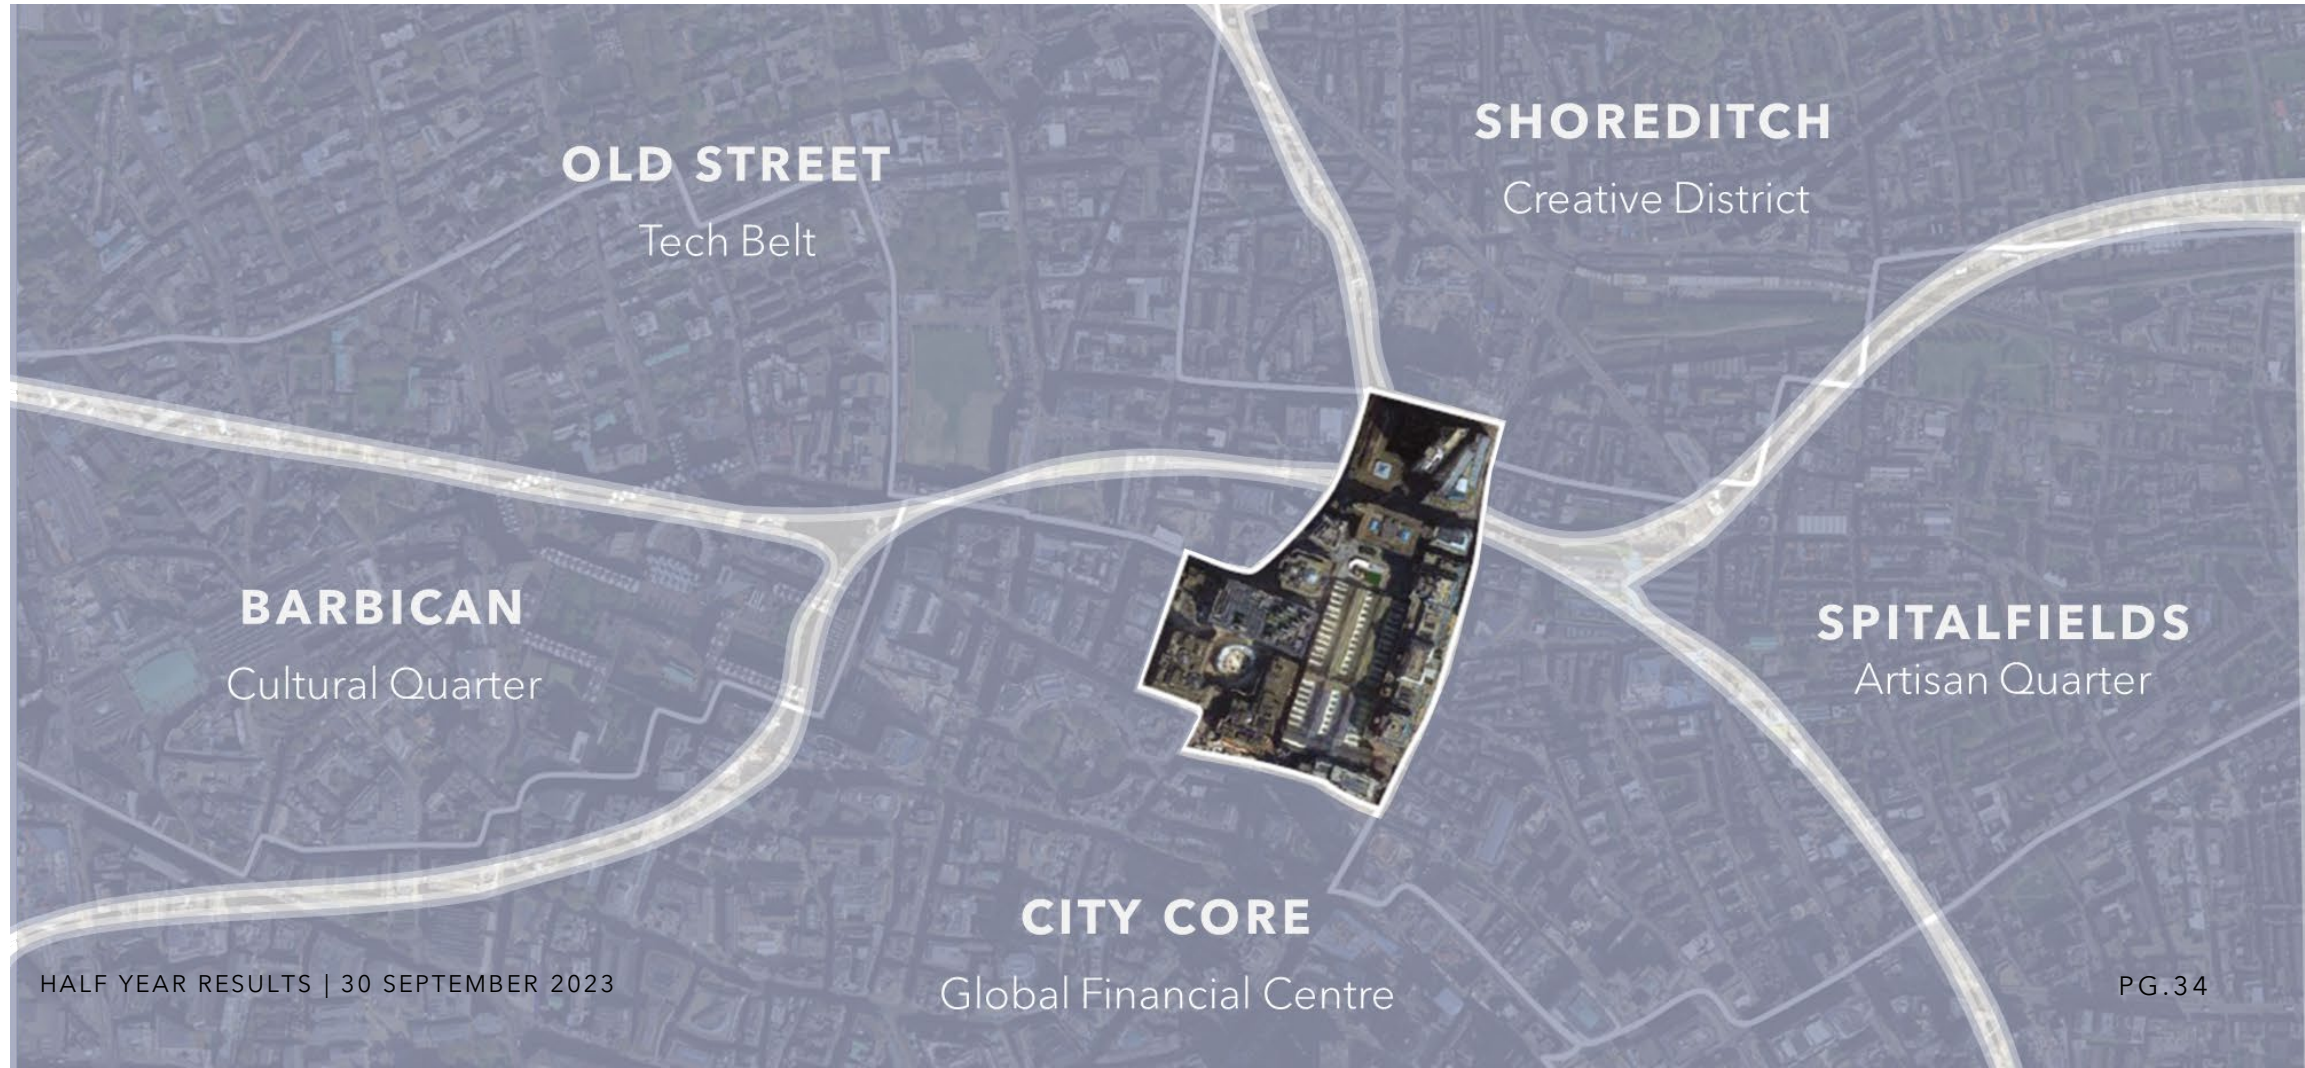 SHOREDITCH
Creative District
OLD STREET
Tech Belt
BARBICAN
Cultural Quarter
SPITALFIELDS
Artisan Quarter
CITY CORE
Global Financial Centre
HALF YEAR RESULTS | 30 SEPTEMBER 2023
PG.34